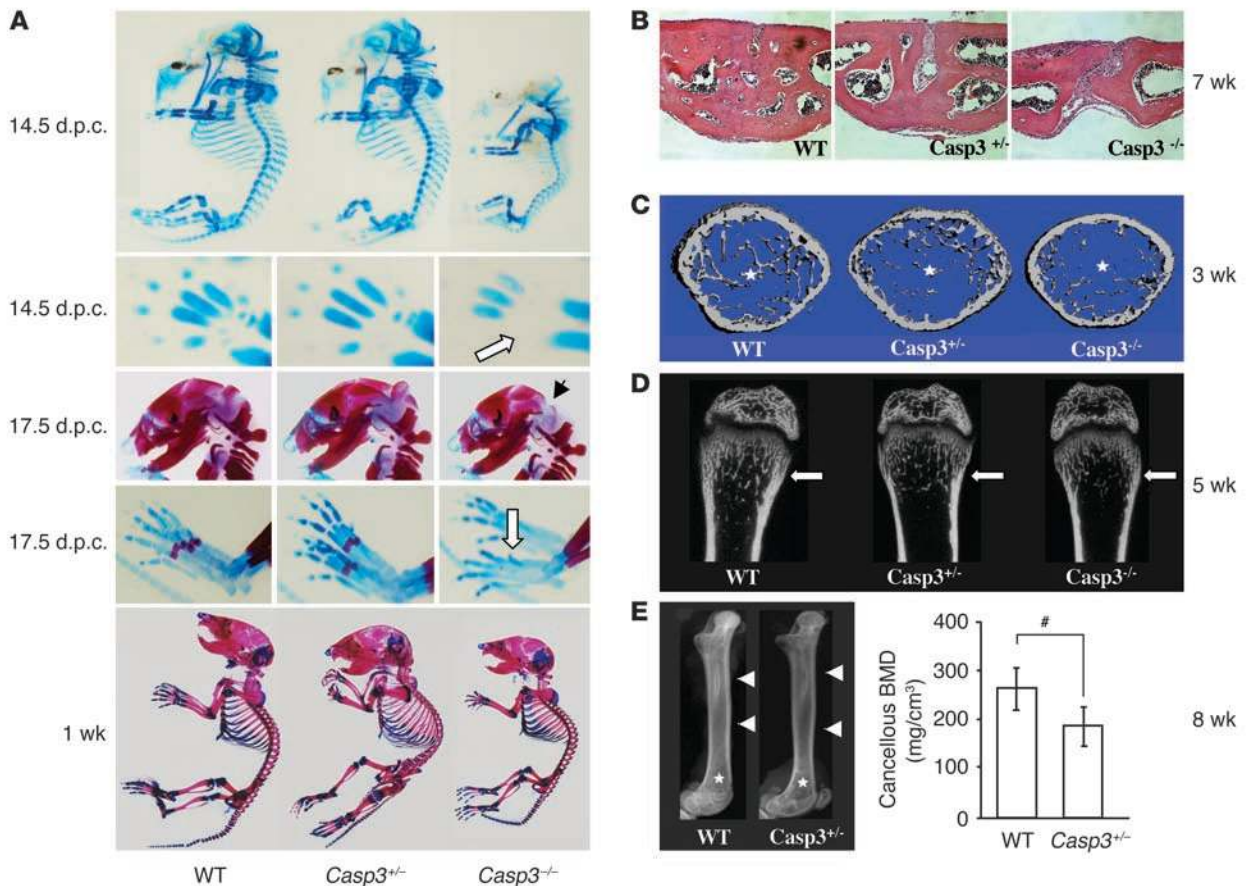 A
14.5 d.p.c.
14.5 d.p.c.
17.5 d.p.c.
17.5 d.p.c.
1 wk
WT
Casp3+/-
Casp3-/-
B
WT
Casp3 +/-
Casp3 -/-
7 wk
C
WT
Casp3+/-
Casp3-/-
3 wk
D
WT
Casp3+/-
Casp3-/-
5 wk
E
WT
Casp3+/-
Cancellous BMD
(mg/cm³)
400
300
200
100
0
#
WT
Casp3+/–
8 wk